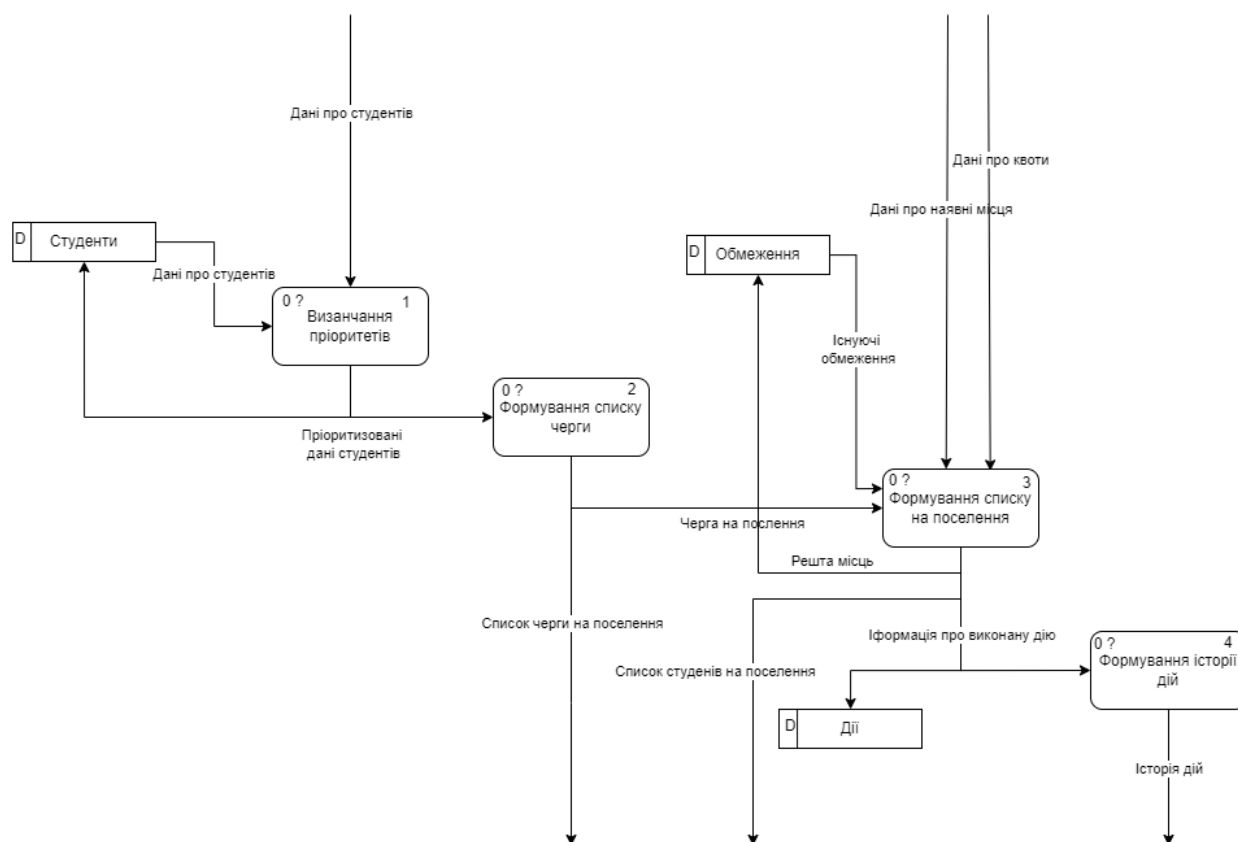 Дані про студентів
Дані про квоти
Дані про наявні місця
D
Студенти
D
Обмеження
Дані про студентів
0 ?
1
Визанчання
пріоритетів
Існуючі
обмеження
0 ?
2
Формування списку
черги
Пріоритизовані
дані студентів
0 ?
3
Формування списку
на поселення
Черга на послення
Решта місць
Список черги на поселення
Іформація про виконану дію
0 ?
4
Формування історії
дій
Список студенів на поселення
D
Дії
Історія дій